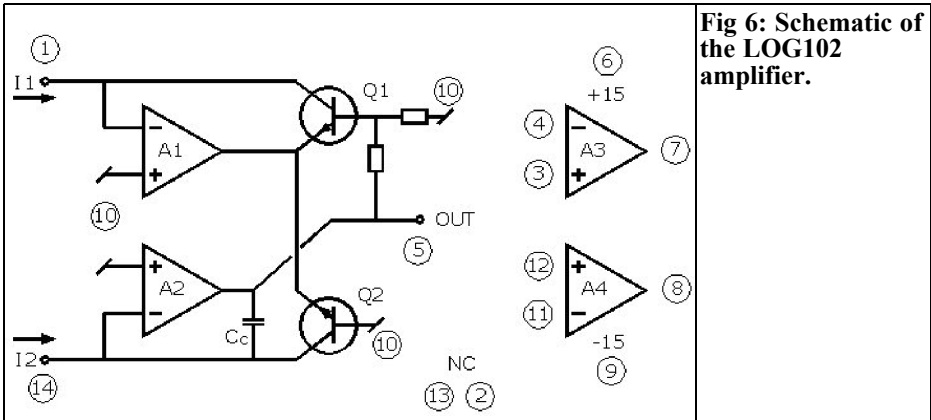 Fig 6: Schematic of
the LOG102
amplifier.
1
I1
Q1
10
6
+15
4
−
A1
A3
7
+
3
+
10
OUT
5
+
12
+
A2
A4
8
−
Q2
11
−
Cc
10
-15
I2
NC
9
14
13 2